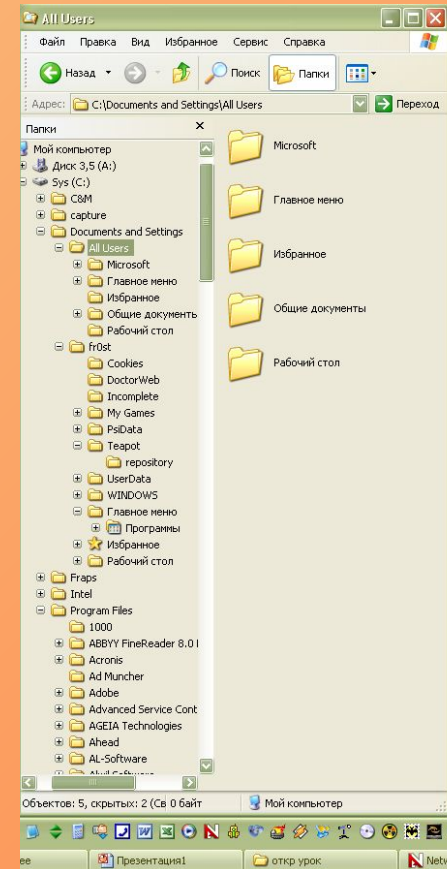 All Users
Файл Правка Вид Избранное Сервис Справка
Назад Поиск Папки
Адрес: C:\Documents and Settings\All Users Переход
Папки x
Мой компьютер
Диск 3,5 (A:)
Sys (C:)
C&M
capture
Documents and Settings
All Users
Microsoft
Главное меню
Избранное
Общие документь
Рабочий стол
fr0st
Cookies
DoctorWeb
Incomplete
My Games
PsiData
Teapot
repository
UserData
WINDOWS
Главное меню
Программы
Избранное
Рабочий стол
Fraps
Intel
Program Files
1000
ABBYY FineReader 8.0
Acronis
Ad Muncher
Adobe
Advanced Service Cont
AGEIA Technologies
Ahead
AL-Software
Microsoft
Главное меню
Избранное
Общие документы
Рабочий стол
Объектов: 5, скрытых: 2 (Св 0 байт Мой компьютер
ее Презентация1 откр урок Netw